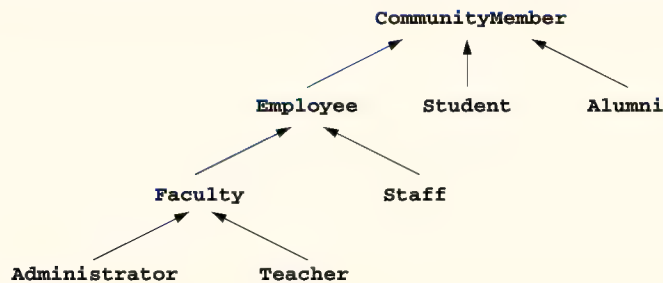 CommunityMember
Employee Student Alumni
Faculty Staff
Administrator Teacher